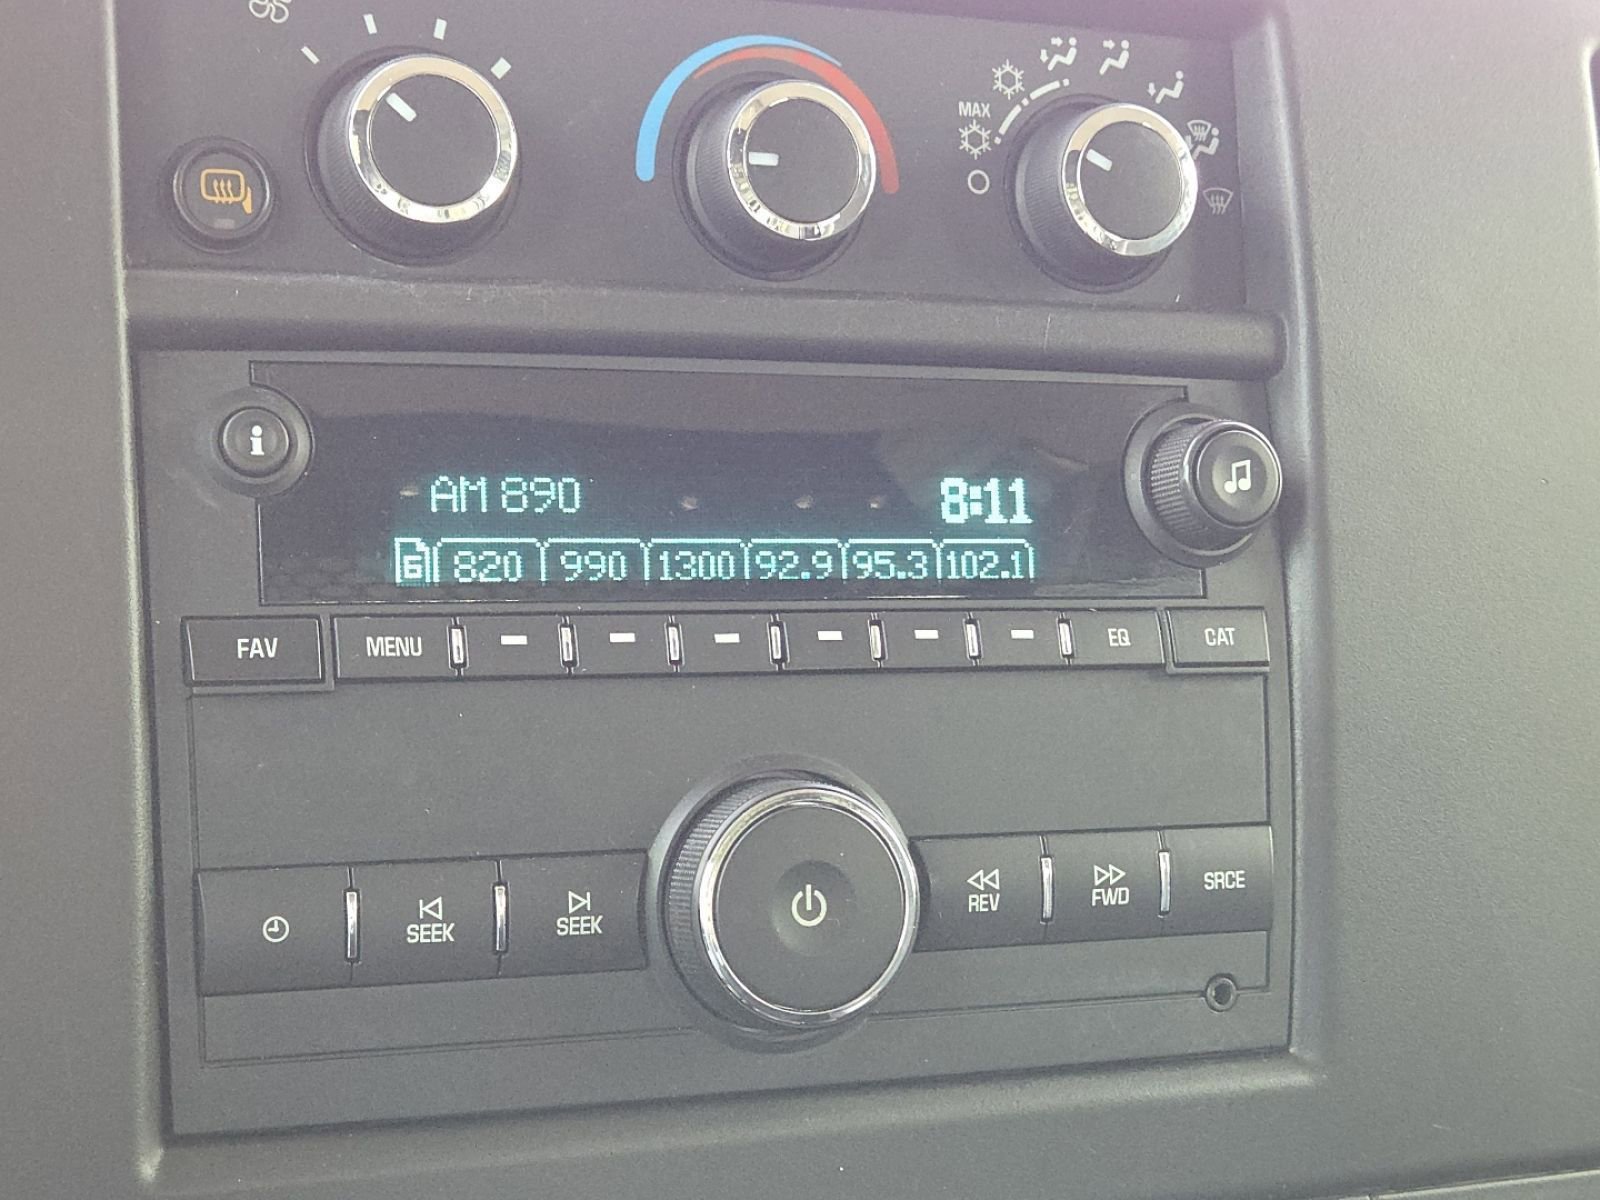 MAX
i
AM 890 8:11
6 820 990 1300 92.9 95.3 102.1
FAV MENU EQ CAT
SEEK SEEK REV FWD SRCE